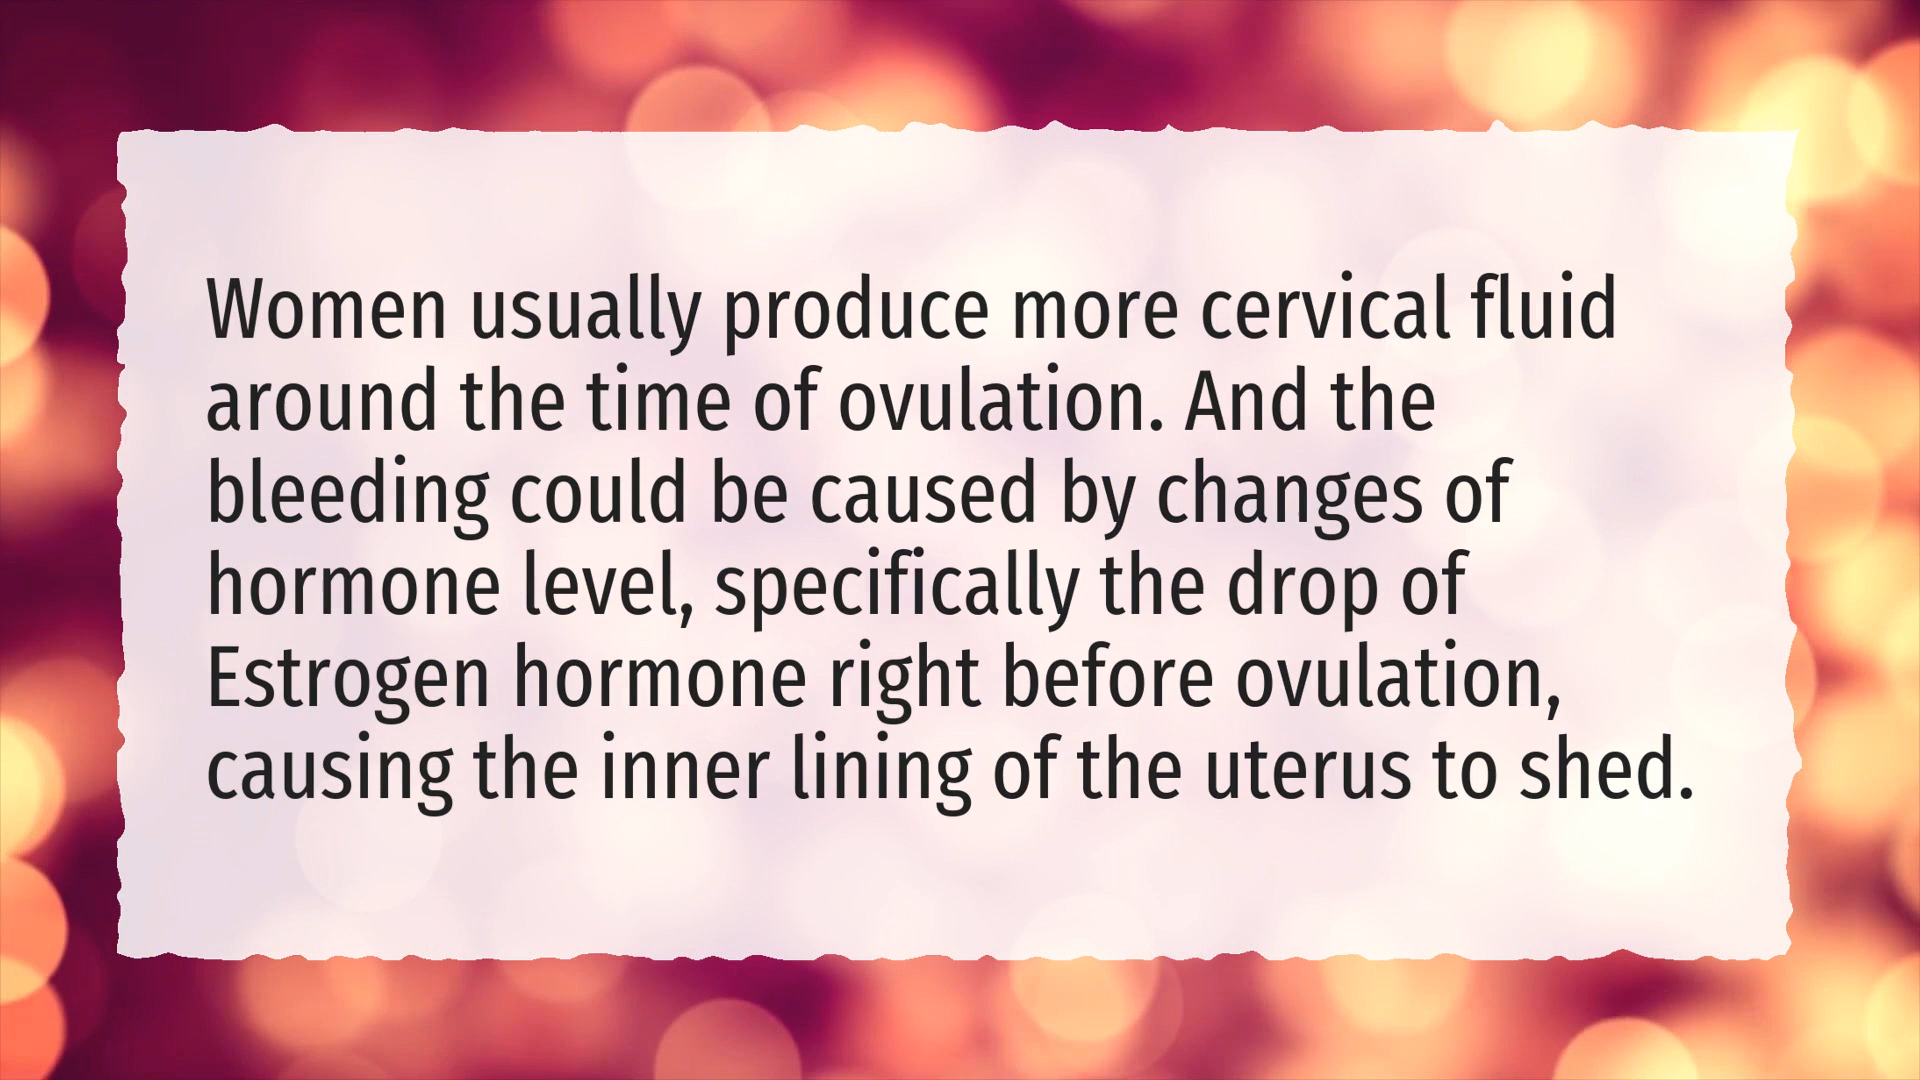 Women usually produce more cervical fluid
around the time of ovulation. And the
bleeding could be caused by changes of
hormone level, specifically the drop of
Estrogen hormone right before ovulation,
causing the inner lining of the uterus to shed.